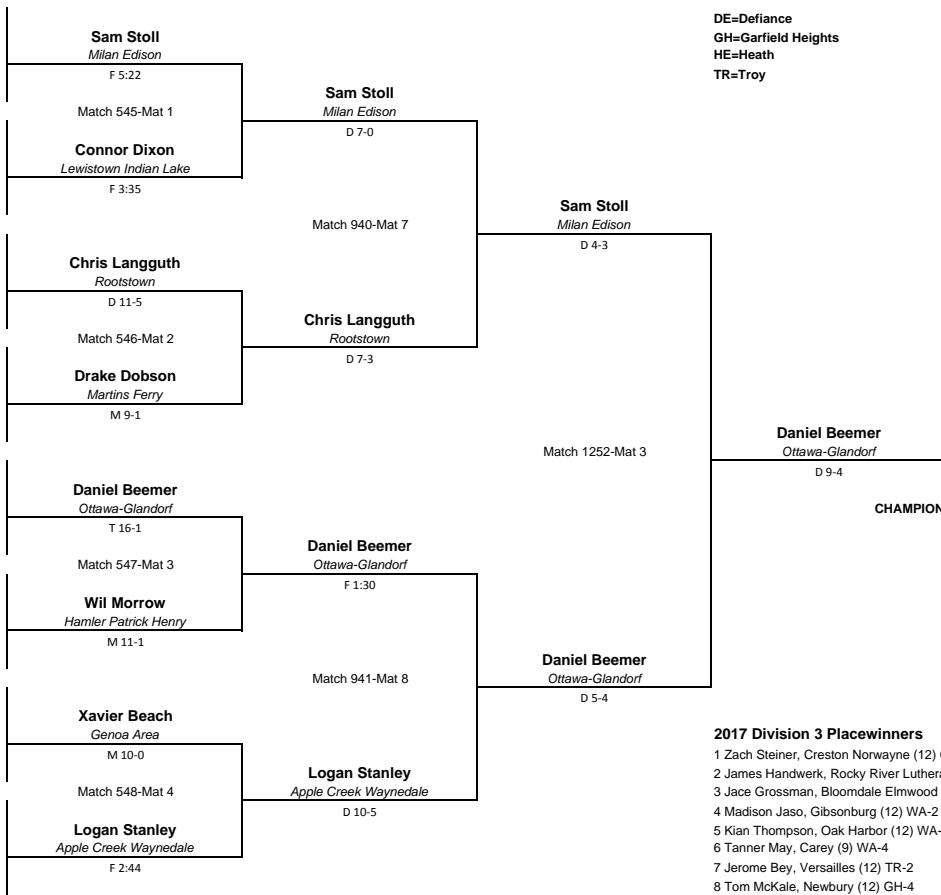 DE=Defiance
GH=Garfield Heights
HE=Heath
TR=Troy
Sam Stoll
Milan Edison
F 5:22
Match 545-Mat 1
Connor Dixon
Lewistown Indian Lake
F 3:35
Chris Langguth
Rootstown
D 11-5
Match 546-Mat 2
Drake Dobson
Martins Ferry
M 9-1
Daniel Beemer
Ottawa-Glandorf
T 16-1
Match 547-Mat 3
Wil Morrow
Hamler Patrick Henry
M 11-1
Xavier Beach
Genoa Area
M 10-0
Match 548-Mat 4
Logan Stanley
Apple Creek Waynedale
F 2:44
Sam Stoll
Milan Edison
D 7-0
Match 940-Mat 7
Chris Langguth
Rootstown
D 7-3
Daniel Beemer
Ottawa-Glandorf
F 1:30
Match 941-Mat 8
Logan Stanley
Apple Creek Waynedale
D 10-5
Sam Stoll
Milan Edison
D 4-3
Match 1252-Mat 3
Daniel Beemer
Ottawa-Glandorf
D 5-4
Daniel Beemer
Ottawa-Glandorf
D 9-4
CHAMPION
2017 Division 3 Placewinners
1 Zach Steiner, Creston Norwayne (12)
2 James Handwerk, Rocky River
3 Jace Grossman, Bloomdale Elmwood
4 Madison Jaso, Gibsonburg (12) WA-2
5 Kian Thompson, Oak Harbor (12) WA-
6 Tanner May, Carey (9) WA-4
7 Jerome Bey, Versailles (12) TR-2
8 Tom McKale, Newbury (12) GH-4